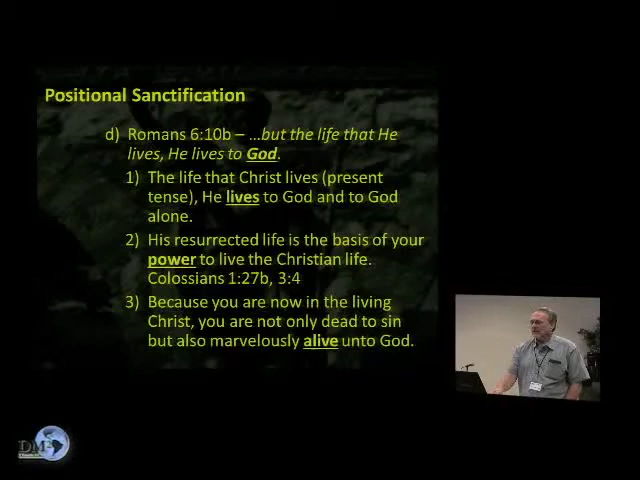 Positional Sanctification
d) Romans 6:10b – …but the life that He
lives, He lives to God.
1) The life that Christ lives (present
tense), He lives to God and to God
alone.
2) His resurrected life is the basis of your
power to live the Christian life.
Colossians 1:27b, 3:4
3) Because you are now in the living
Christ, you are not only dead to sin
but also marvelously alive unto God.
DM2